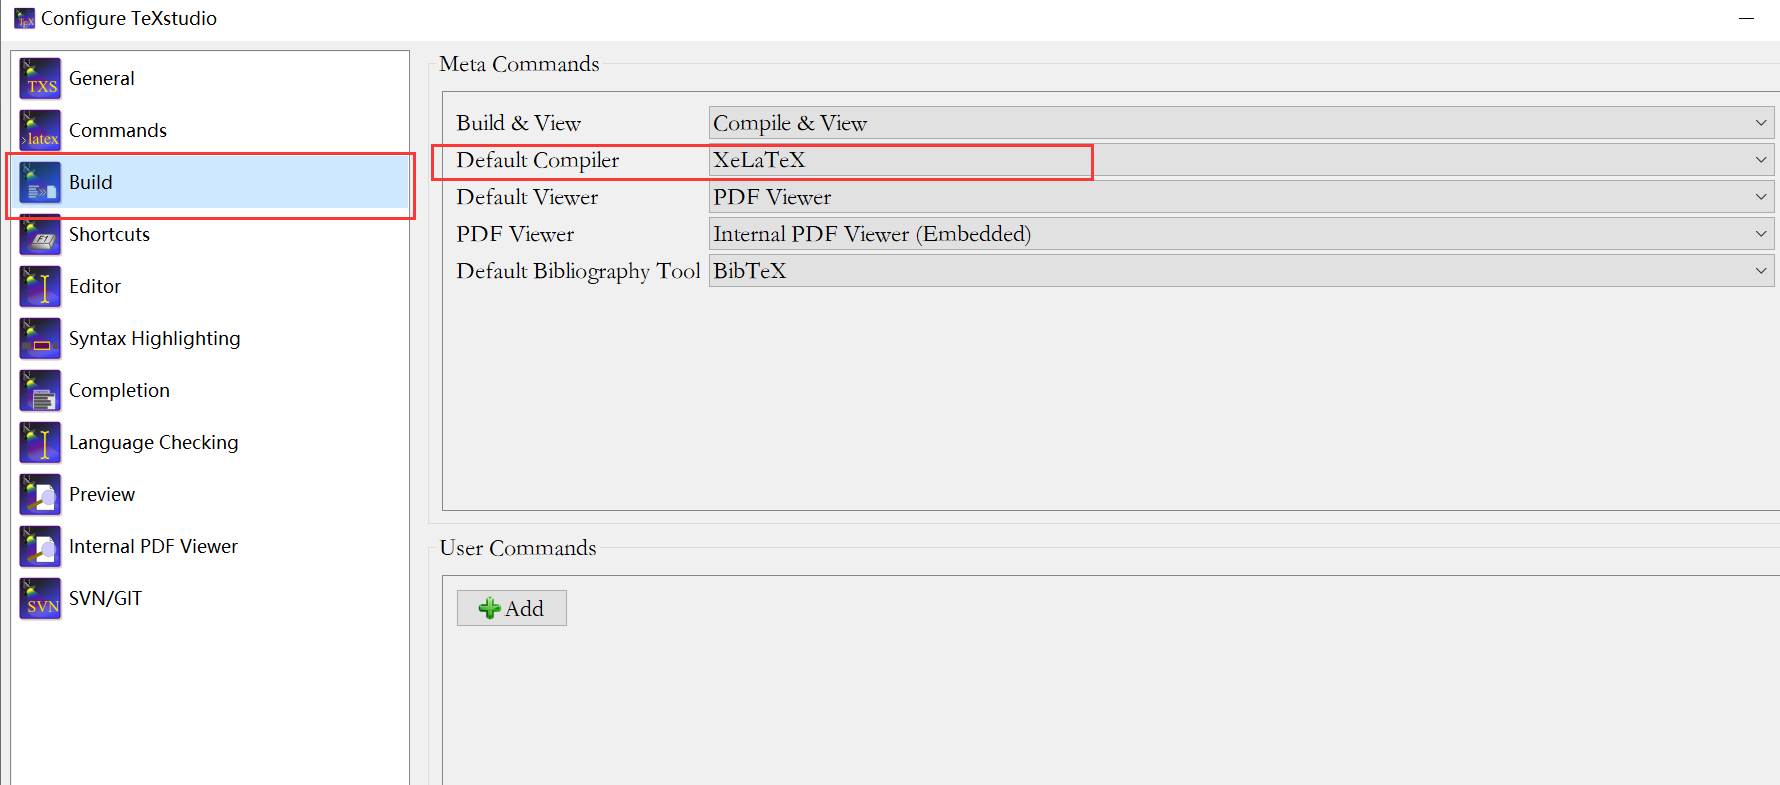 Configure TeXstudio
General
Commands
Build
Shortcuts
Editor
Syntax Highlighting
Completion
Language Checking
Preview
Internal PDF Viewer
SVN/GIT
Meta Commands
Build & View Compile & View
Default Compiler XeLaTeX
Default Viewer PDF Viewer
PDF Viewer Internal PDF Viewer (Embedded)
Default Bibliography Tool BibTeX
User Commands
Add
TXS
>latex
F1
SVN